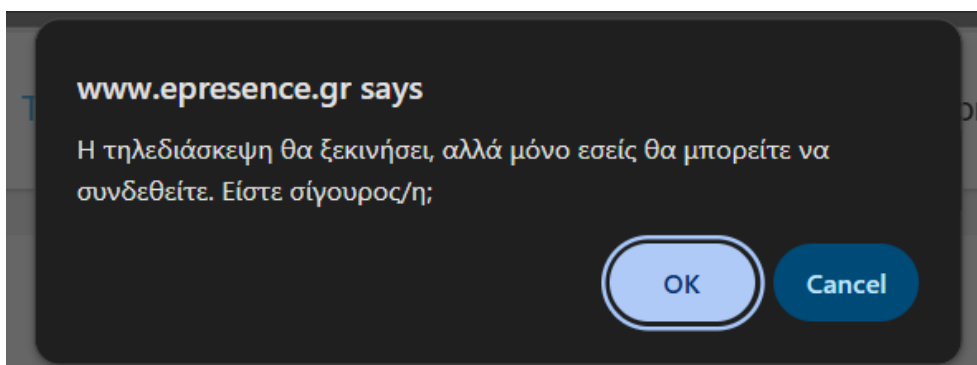 www.epresence.gr says
Η τηλεδιάσκεψη θα ξεκινήσει, αλλά μόνο εσείς θα μπορείτε να
συνδεθείτε. Είστε σίγουρος/η;
OK
Cancel